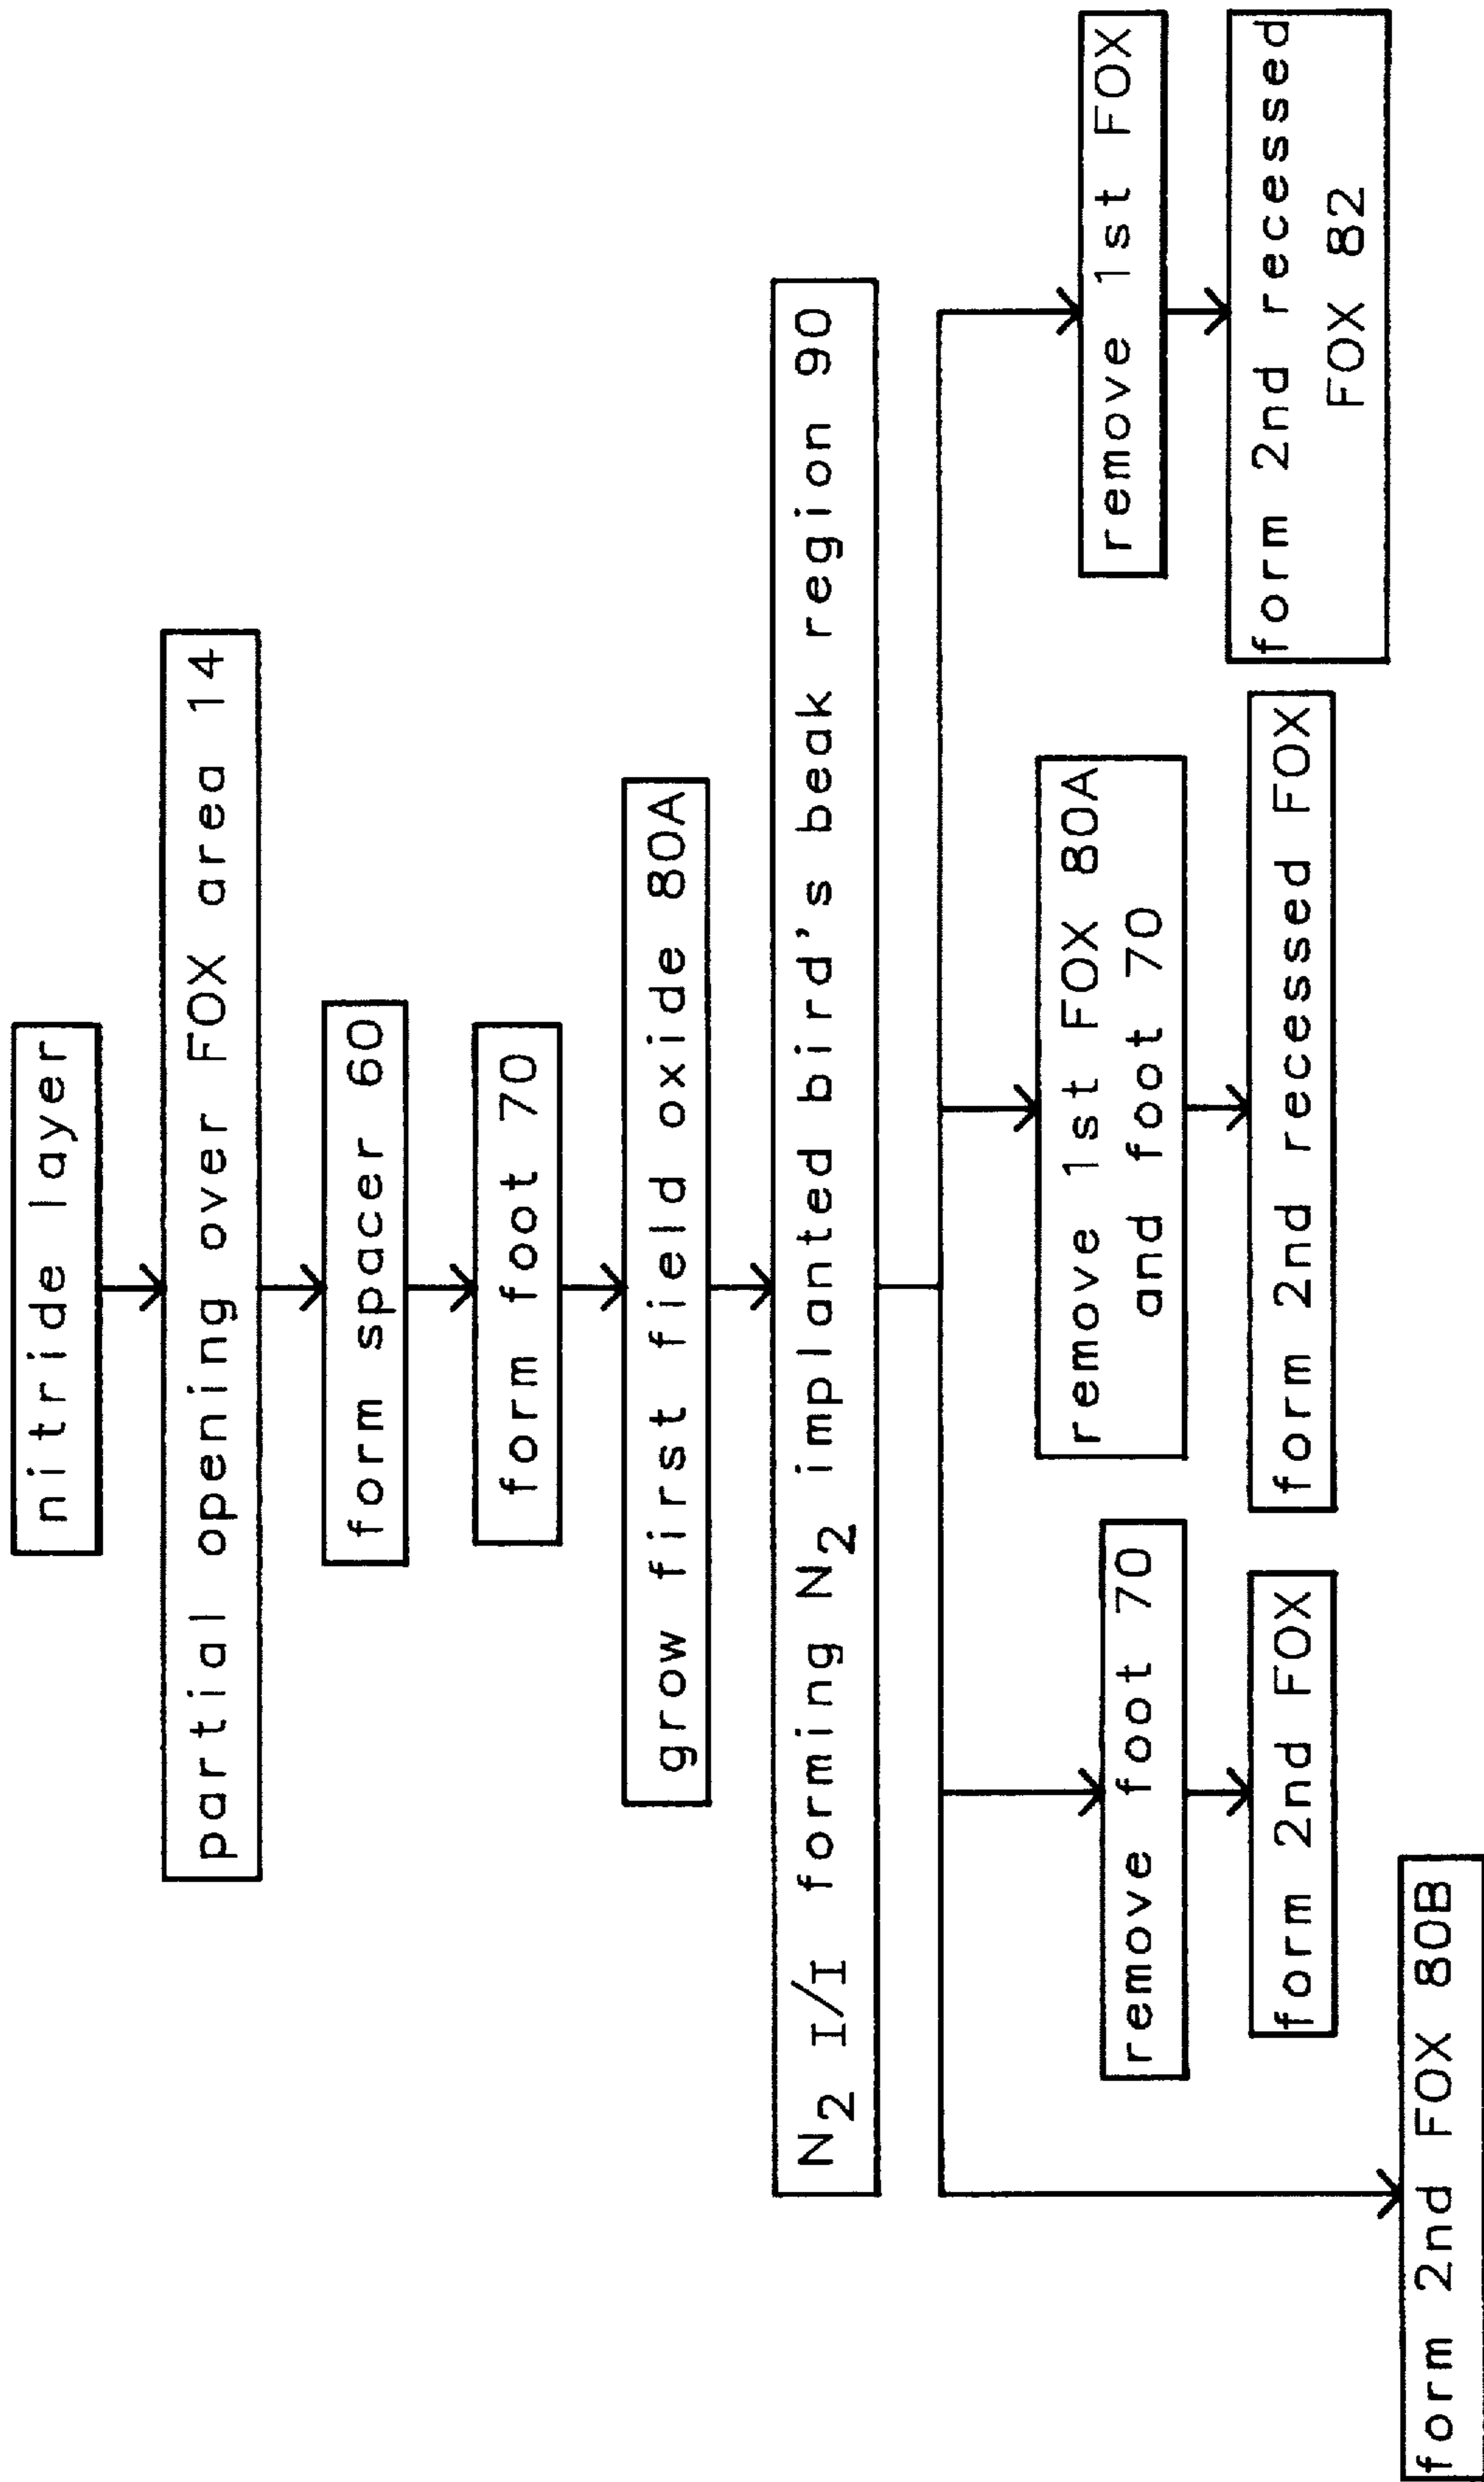 nitride layer
partial opening over FOX area 14
form spacer 60
form foot 70
grow first field oxide 80A
N2 I/I forming N2 implanted bird's beak region 90
form 2nd FOX 80B
remove foot 70
form 2nd FOX
remove 1st FOX 80A
and foot 70
form 2nd recessed FOX
remove 1st FOX
form 2nd recessed
FOX 82